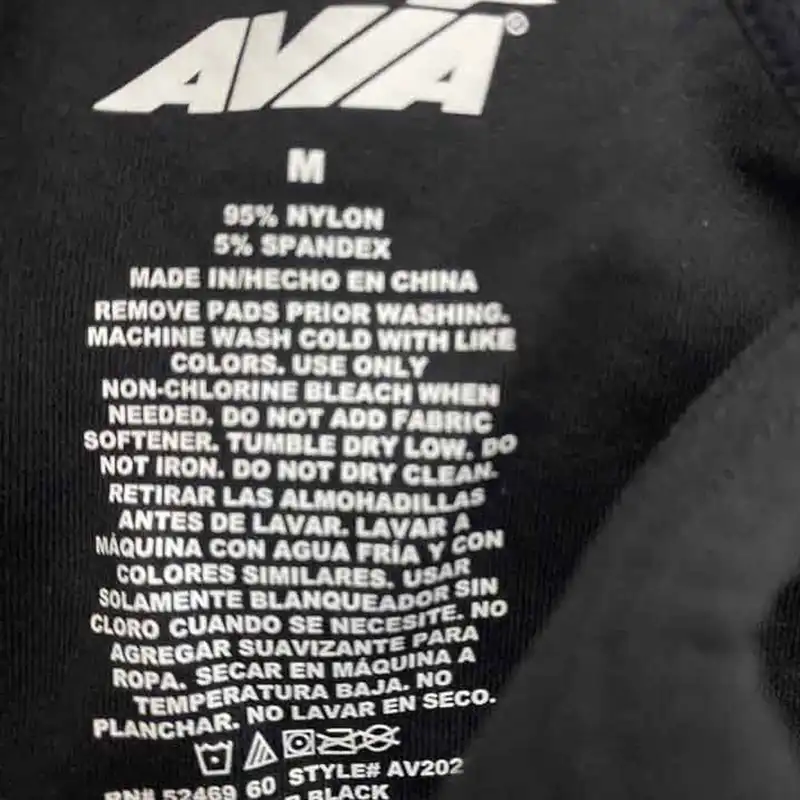 AVIA®
M
95% NYLON
5% SPANDEX
MADE IN/HECHO EN CHINA
REMOVE PADS PRIOR WASHING.
MACHINE WASH COLD WITH LIKE
COLORS. USE ONLY
NON-CHLORINE BLEACH WHEN
NEEDED. DO NOT ADD FABRIC
SOFTENER. TUMBLE DRY LOW. DO
NOT IRON. DO NOT DRY CLEAN.
RETIRAR LAS ALMOHADILLAS
ANTES DE LAVAR. LAVAR A
MÁQUINA CON AGUA FRÍA Y CON
COLORES SIMILARES. USAR
SOLAMENTE BLANQUEADOR SIN
CLORO CUANDO SE NECESITE. NO
AGREGAR SUAVIZANTE PARA
ROPA. SECAR EN MÁQUINA A
TEMPERATURA BAJA. NO
PLANCHAR. NO LAVAR EN SECO.
RN# 52469 60 STYLE# AV202
BLACK